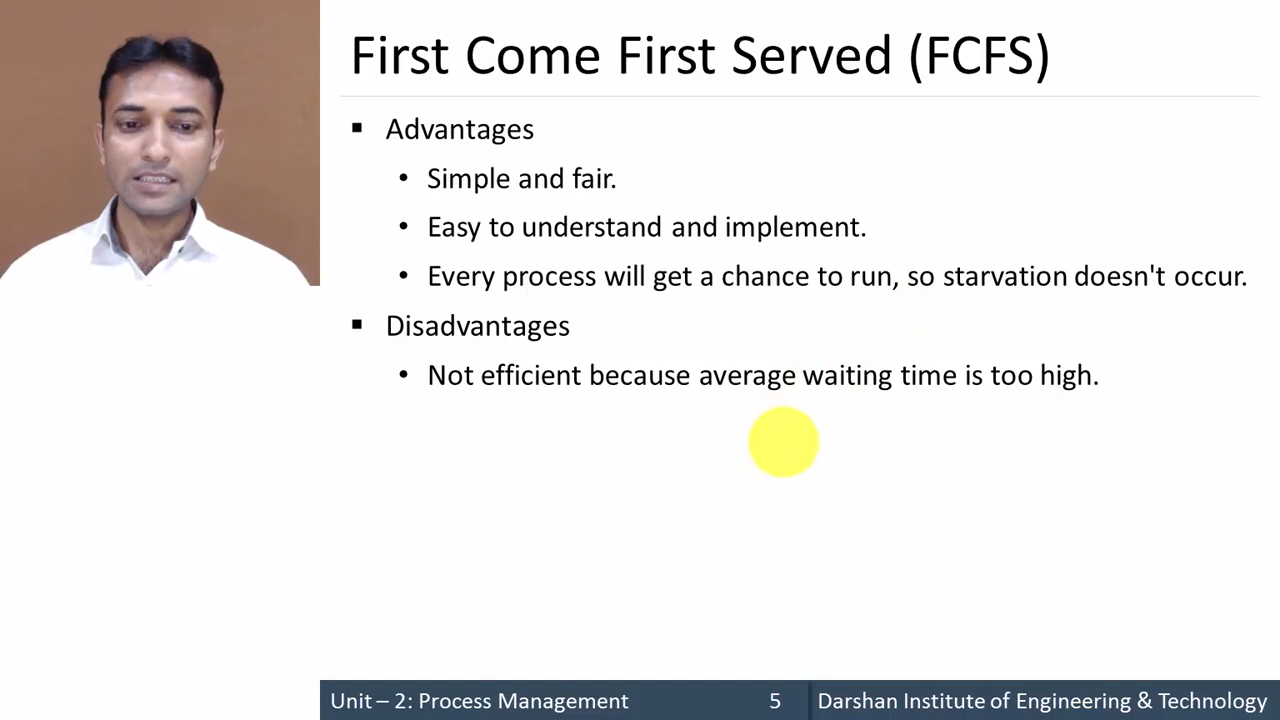 First Come First Served (FCFS)
▪ Advantages
• Simple and fair.
• Easy to understand and implement.
• Every process will get a chance to run, so starvation doesn't occur.
▪ Disadvantages
• Not efficient because average waiting time is too high.
Unit – 2: Process Management 5 Darshan Institute of Engineering & Technology